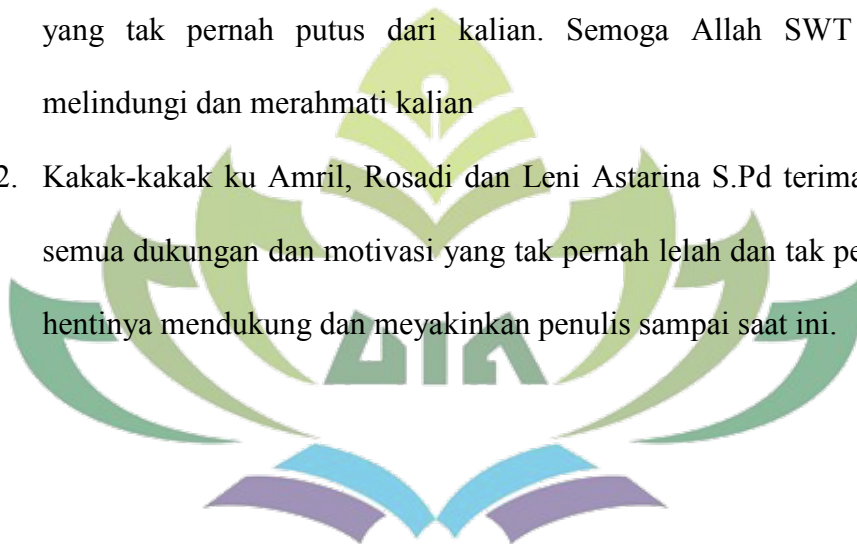 yang tak pernah putus dari kalian. Semoga Allah SWT
melindungi dan merahmati kalian
2. Kakak-kakak ku Amril, Rosadi dan Leni Astarina S.Pd terima
semua dukungan dan motivasi yang tak pernah lelah dan tak pe
hentinya mendukung dan meyakinkan penulis sampai saat ini.